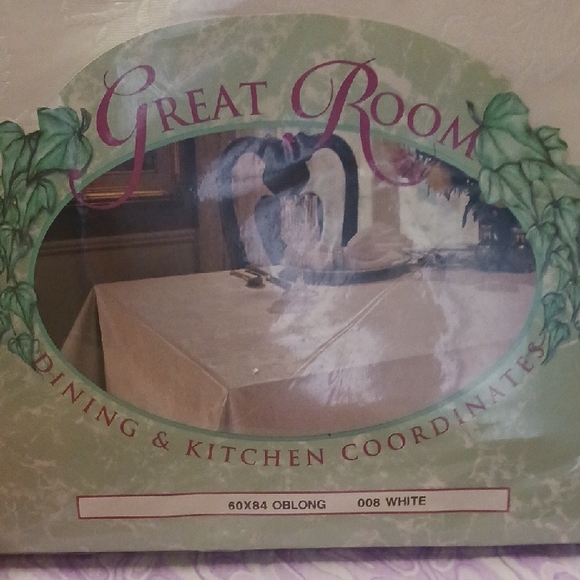 GREAT ROOM
DINING & KITCHEN COORDINATES
60X84 OBLONG 008 WHITE